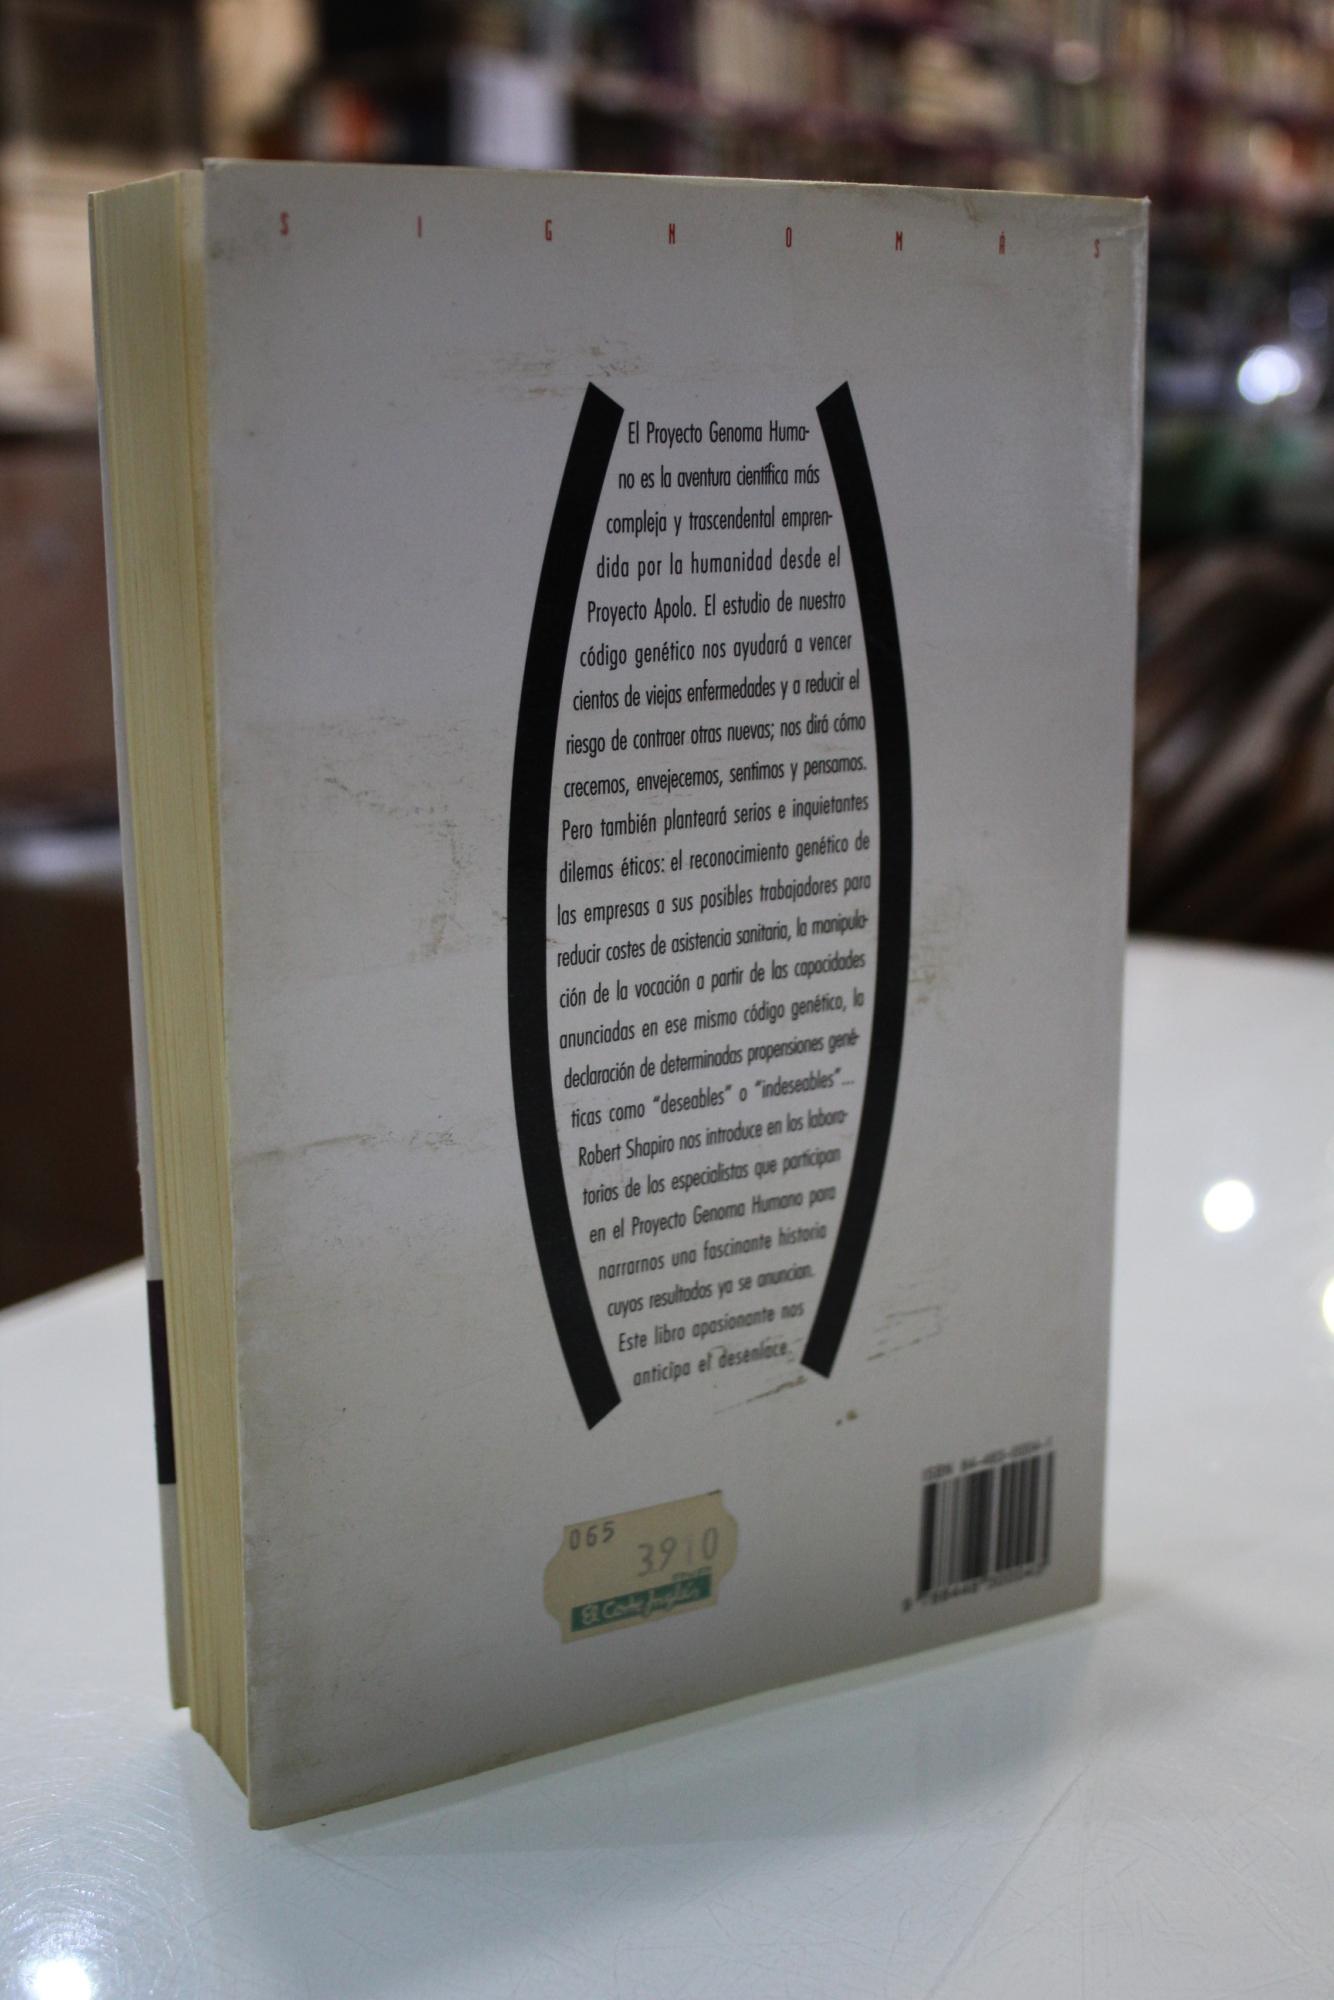 SIGNOMÁS
El Proyecto Genoma Huma-
no es la aventura científica más
compleja y trascendental empren-
dida por la humanidad desde el
Proyecto Apolo. El estudio de nuestro
código genético nos ayudará a vencer
cientos de viejas enfermedades y a reducir el
riesgo de contraer otras nuevas; nos dirá cómo
crecemos, envejecemos, sentimos y pensamos.
Pero también planteará serios e inquietantes
dilemas éticos: el reconocimiento genético de
las empresas a sus posibles trabajadores para
reducir costes de asistencia sanitaria, la manipula-
ción de la vocación a partir de las capacidades
anunciadas en ese mismo código genético, la
declaración de determinadas propensiones gené-
ticas como “deseables” o “indeseables”...
Robert Shapiro nos introduce en los labora-
torios de los especialistas que participan
en el Proyecto Genoma Humano para
narrarnos una fascinante historia
cuyos resultados ya se anuncian.
Este libro apasionante nos
anticipa el desenlace.
ISBN
065
3910
El Corte Inglés